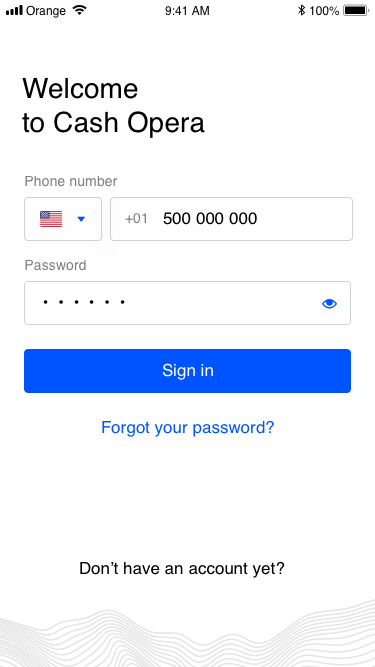 Orange 9:41 AM 100%
Welcome
to Cash Opera
Phone number
+01 500 000 000
Password
••••••
Sign in
Forgot your password?
Don’t have an account yet?